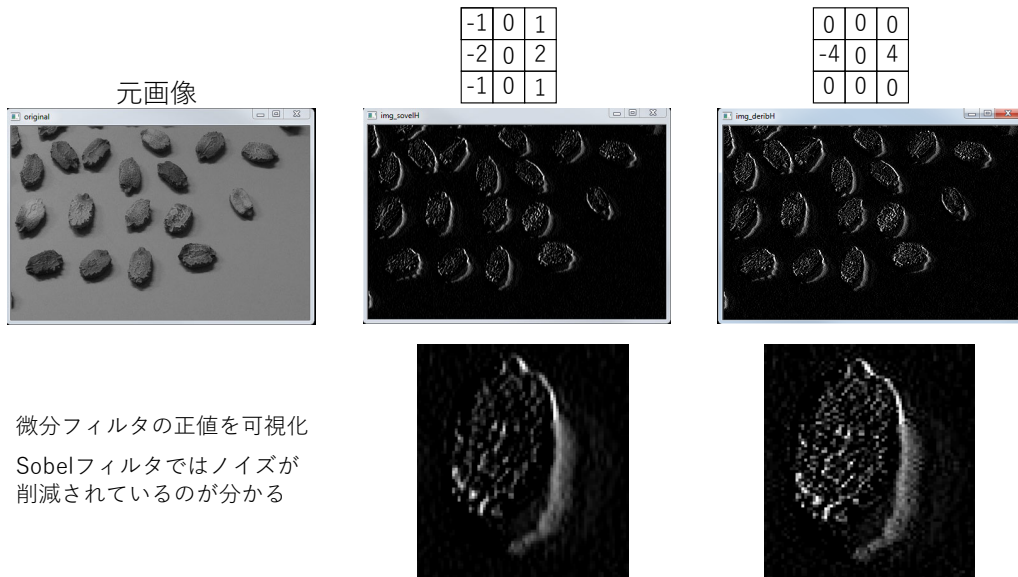 -1 0 1
-2 0 2
-1 0 1
0 0 0
-4 0 4
0 0 0
元画像
original
img_sovelH
img_deribH
微分フィルタの正値を可視化
Sobelフィルタではノイズが
削減されているのが分かる